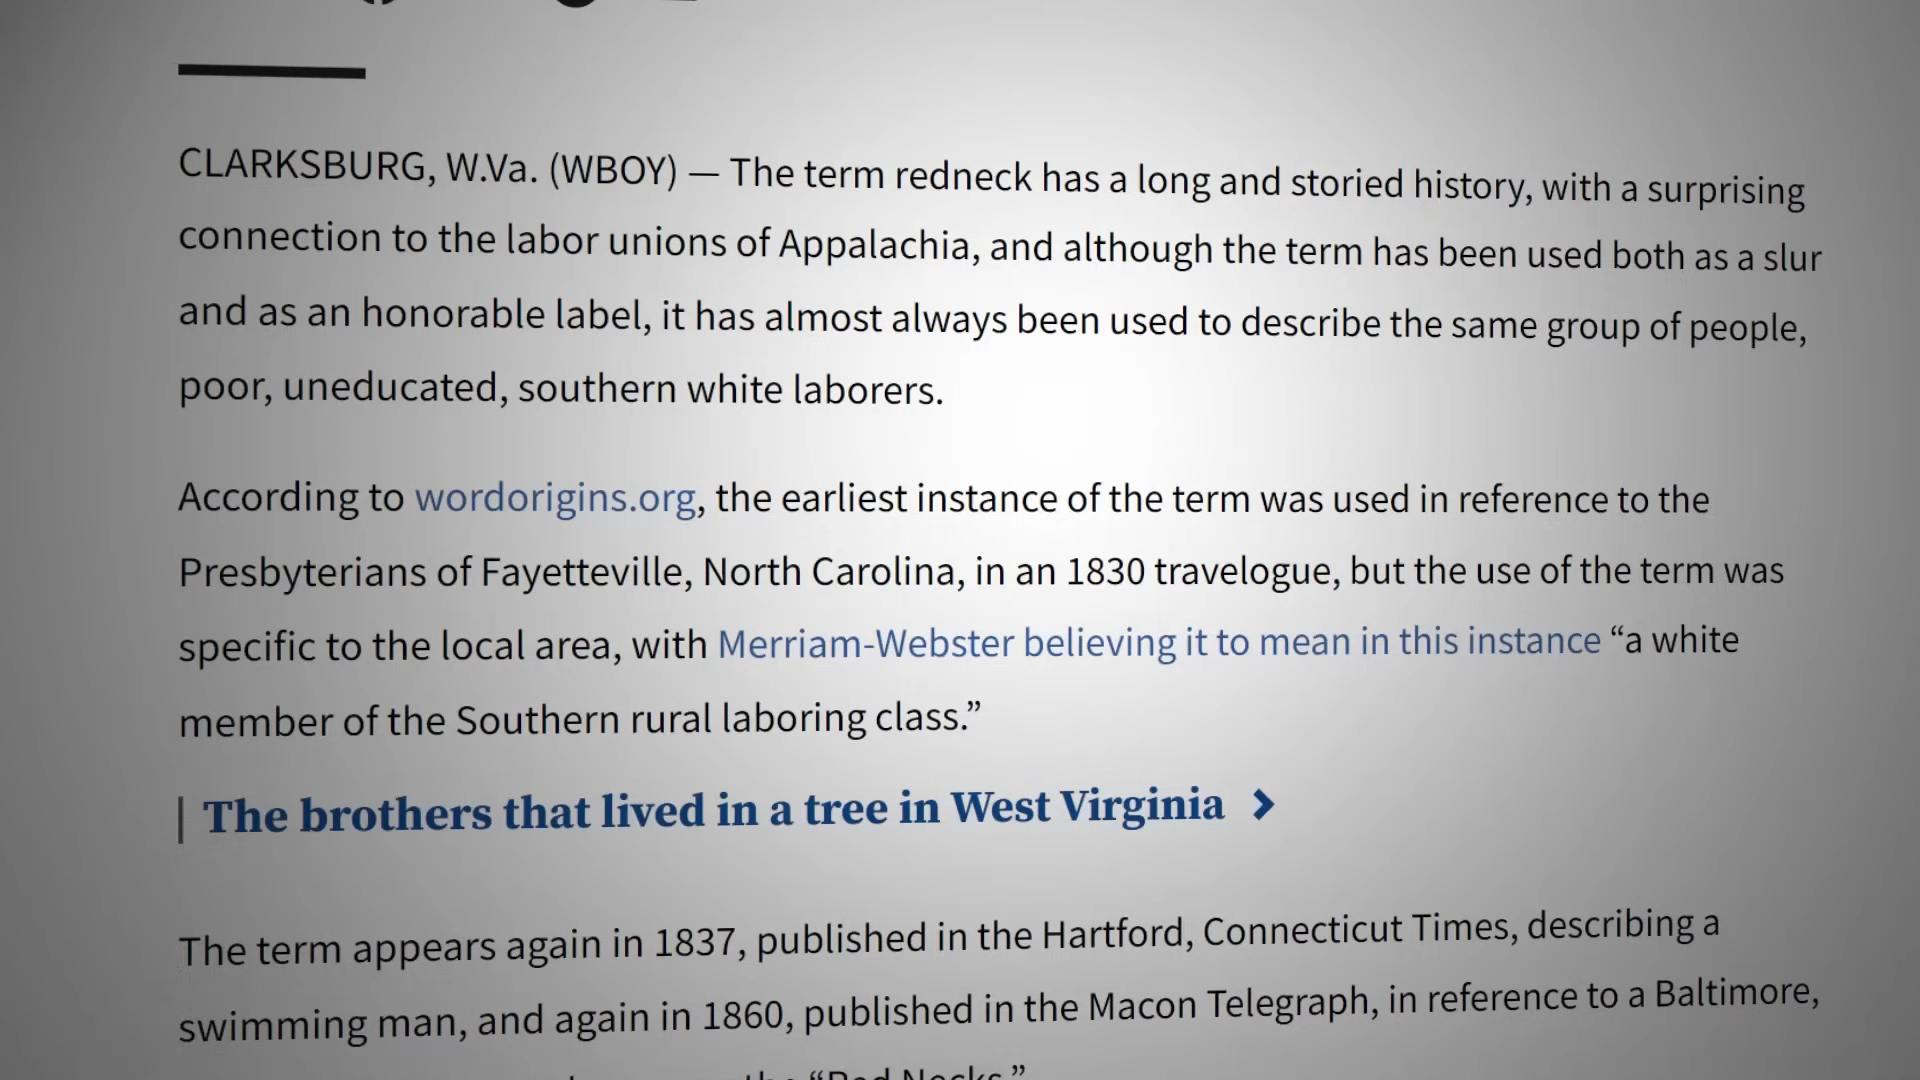 CLARKSBURG, W.Va. (WBOY) — The term redneck has a long and storied history, with a surprising
connection to the labor unions of Appalachia, and although the term has been used both as a slur
and as an honorable label, it has almost always been used to describe the same group of people,
poor, uneducated, southern white laborers.
According to wordorigins.org, the earliest instance of the term was used in reference to the
Presbyterians of Fayetteville, North Carolina, in an 1830 travelogue, but the use of the term was
specific to the local area, with Merriam-Webster believing it to mean in this instance “a white
member of the Southern rural laboring class.”
The brothers that lived in a tree in West Virginia
The term appears again in 1837, published in the Hartford, Connecticut Times, describing a
swimming man, and again in 1860, published in the Macon Telegraph, in reference to a Baltimore,
the “Red Necks.”